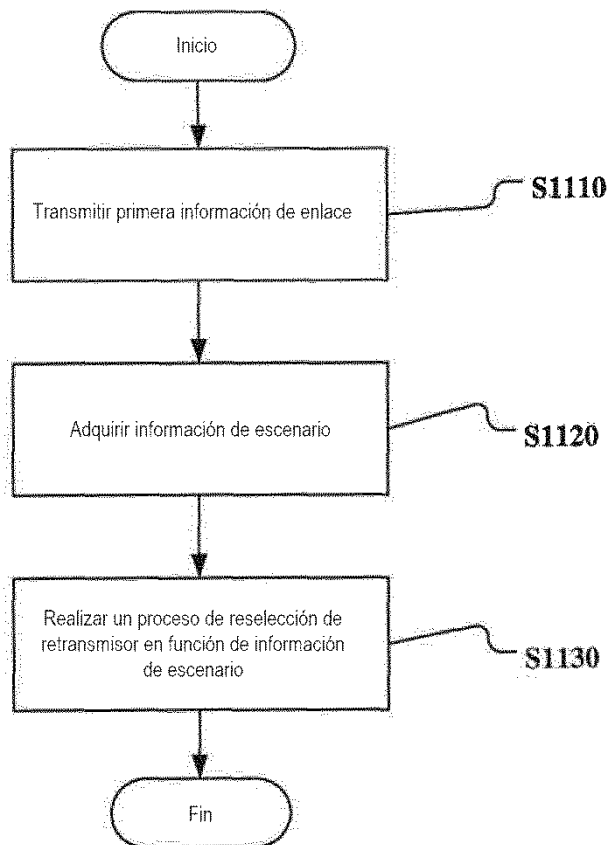 Inicio
Transmitir primera información de enlace
S1110
Adquirir información de escenario
S1120
Realizar un proceso de reselección de
retransmisor en función de información
de escenario
S1130
Fin